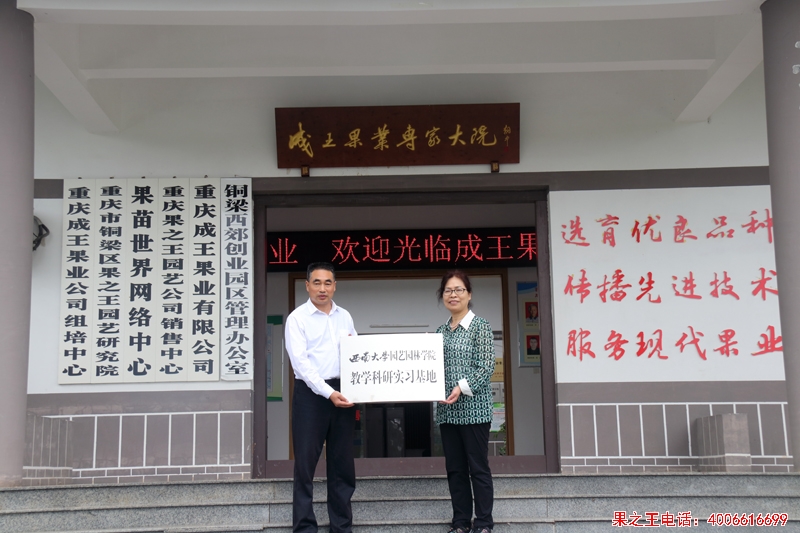 成王果业专家大院
铜梁西郊创业园区管理办公室
重庆成王果业有限公司
重庆果之王园艺公司销售中心
果苗世界网络中心
重庆市铜梁区果之王园艺研究院
重庆成王果业公司组培中心
业 欢迎光临成王果
选育优良品种
传播先进技术
服务现代果业
西南大学园艺园林学院
教学科研实习基地
果之王电话：4006616699